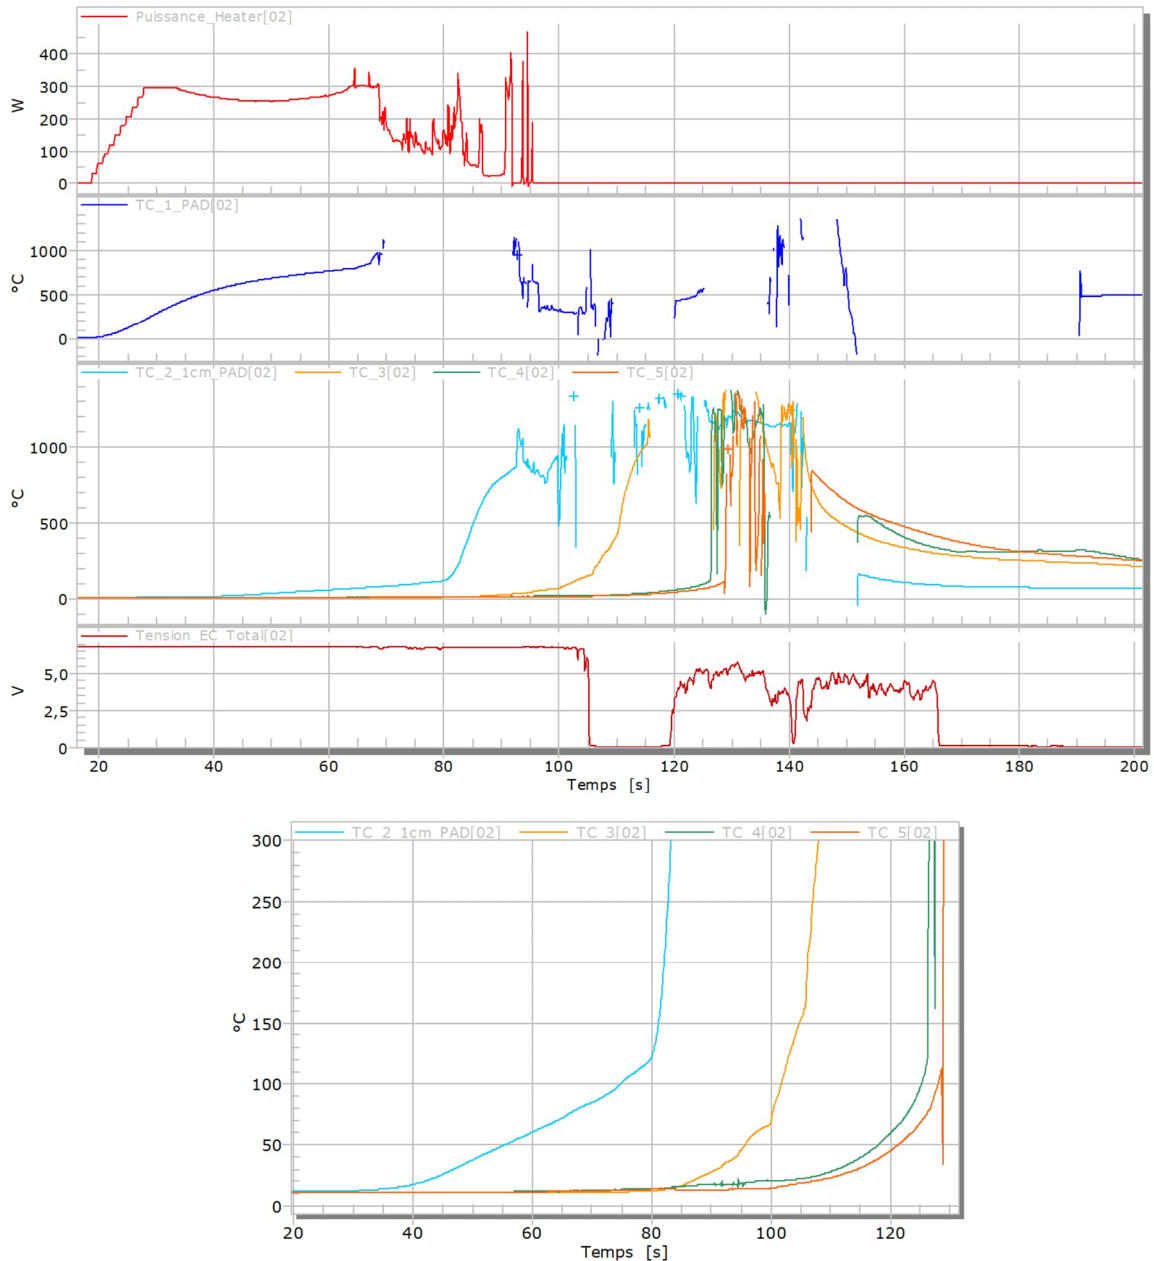 Puissance_Heater[02]
400
300
200
100
0
W
TC_1_PAD[02]
1000
500
0
°C
TC_2_1cm_PAD[02] TC_3[02] TC_4[02] TC_5[02]
1000
500
0
°C
Tension_EC_Total[02]
5,0
2,5
0
V
20 40 60 80 100 120 140 160 180 200
Temps [s]
TC_2_1cm_PAD[02] TC_3[02] TC_4[02] TC_5[02]
300
250
200
150
100
50
0
°C
20 40 60 80 100 120
Temps [s]